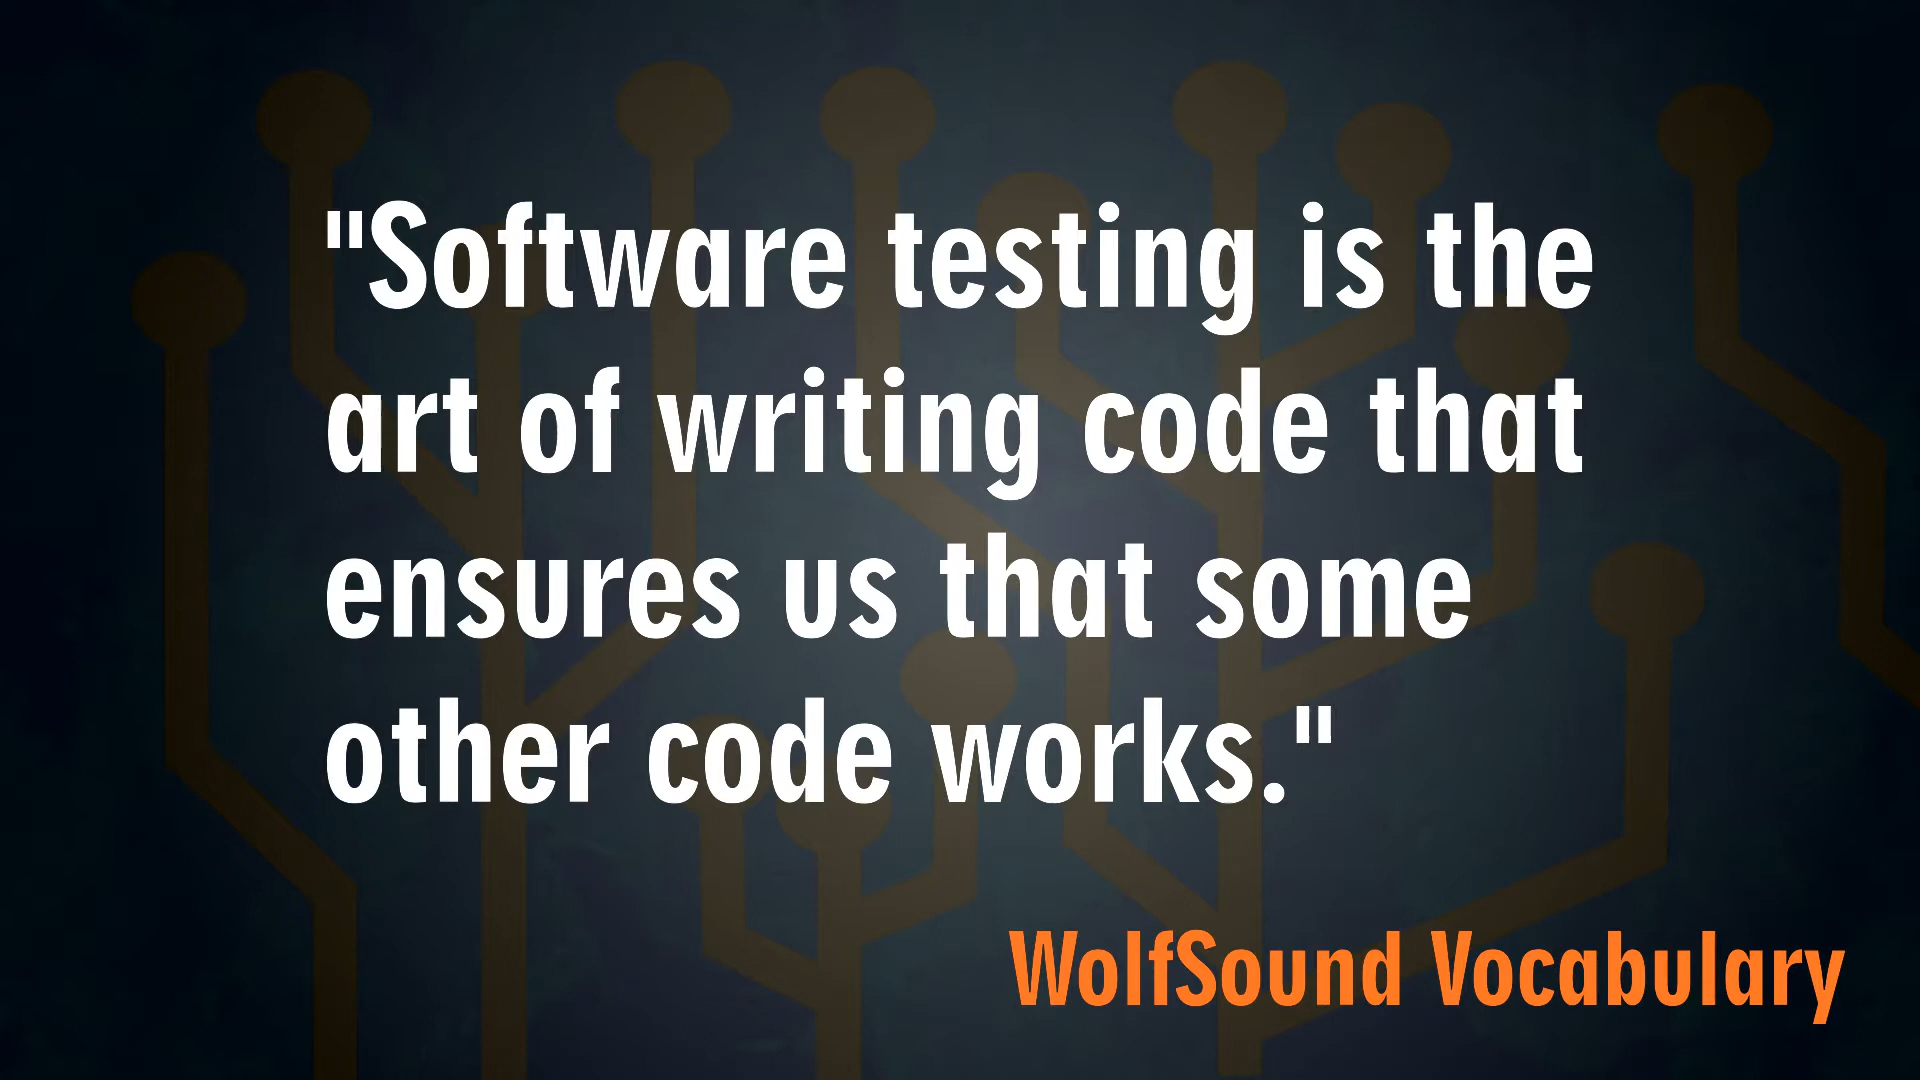 "Software testing is the
art of writing code that
ensures us that some
other code works."
WolfSound Vocabulary